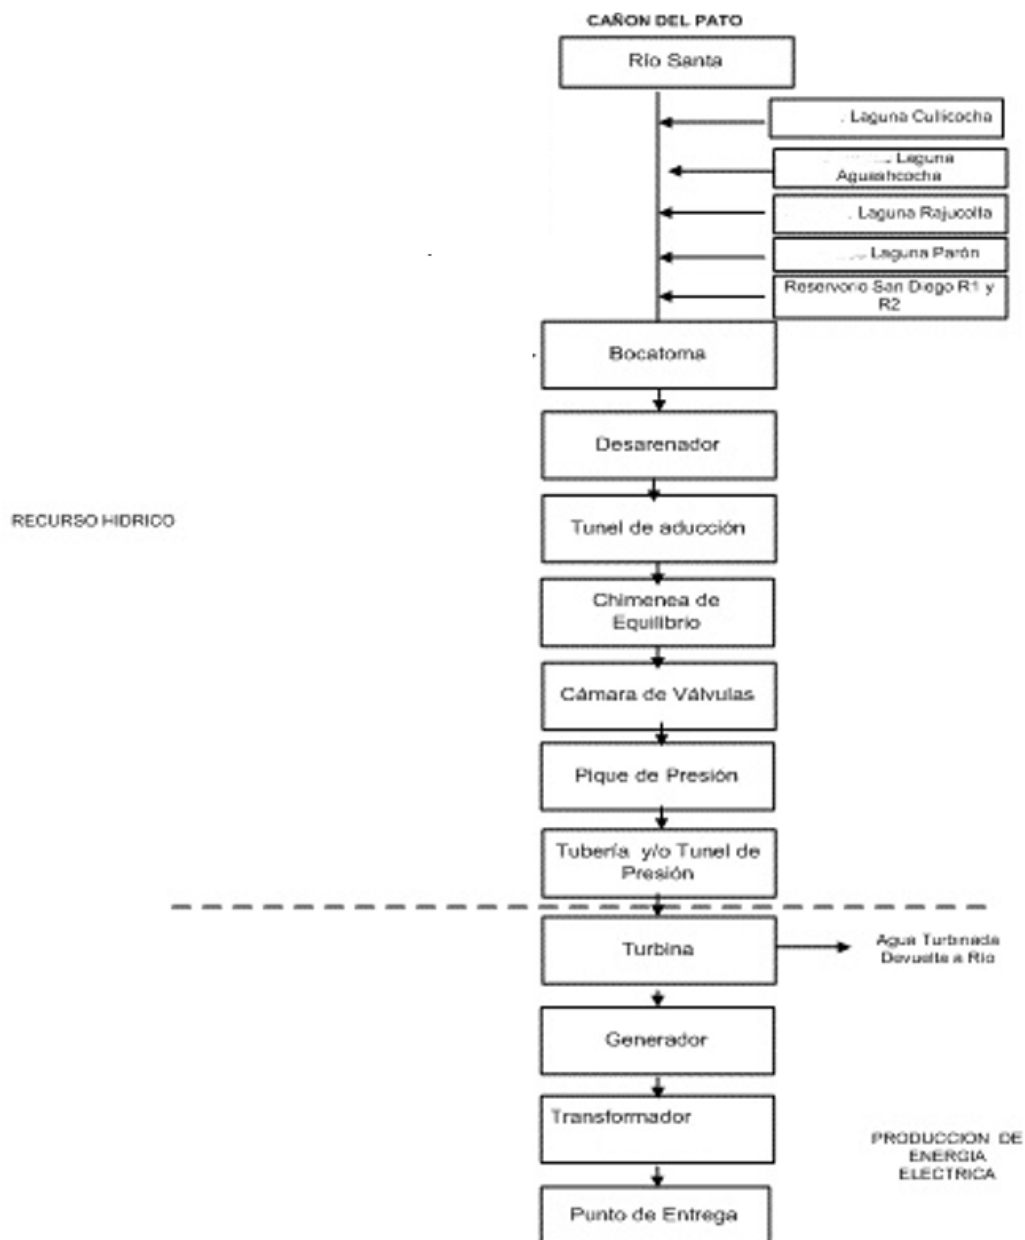 CAÑON DEL PATO
Río Santa
. Laguna Cullicocha
Laguna
Aguashcocha
. Laguna Rajucolta
Laguna Parón
Reservorio San Diego R1 y
R2
Bocatoma
Desarenador
RECURSO HIDRICO
Tunel de aducción
Chimenea de
Equilibrio
Cámara de Válvulas
Pique de Presión
Tubería y/o Tunel de
Presión
Turbina
Agua Turbinada
Devuelta a Río
Generador
Transformador
PRODUCCION DE
ENERGIA
ELECTRICA
Punto de Entrega